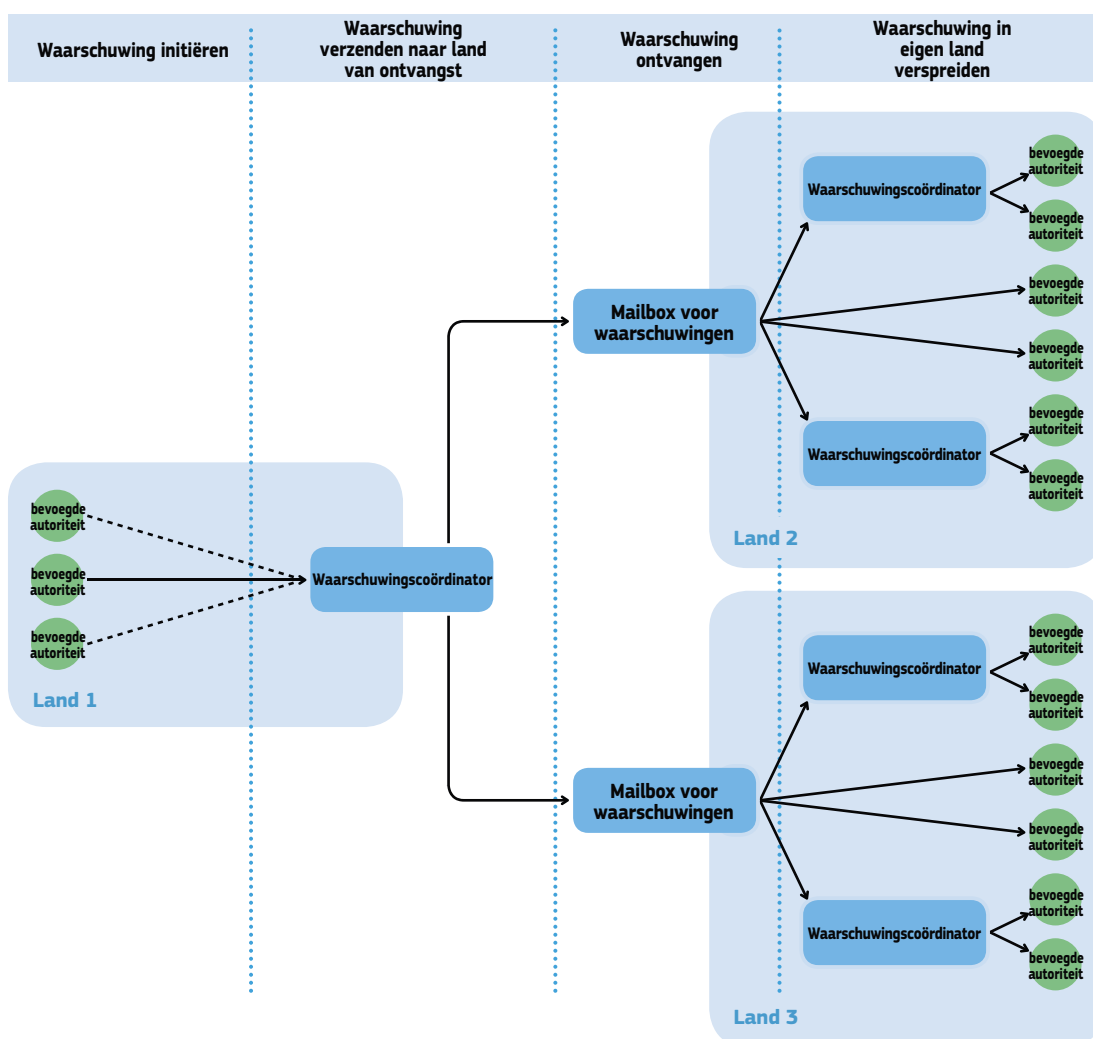 Waarschuwing initiëren
Waarschuwing
verzenden naar land
van ontvangst
Waarschuwing
ontvangen
Waarschuwing in
eigen land
verspreiden
bevoegde
autoriteit
bevoegde
autoriteit
bevoegde
autoriteit
Land 1
Waarschuwingscoördinator
Mailbox voor
waarschuwingen
Waarschuwingscoördinator
bevoegde
autoriteit
bevoegde
autoriteit
bevoegde
autoriteit
bevoegde
autoriteit
Waarschuwingscoördinator
bevoegde
autoriteit
bevoegde
autoriteit
Land 2
Mailbox voor
waarschuwingen
Waarschuwingscoördinator
bevoegde
autoriteit
bevoegde
autoriteit
bevoegde
autoriteit
bevoegde
autoriteit
Waarschuwingscoördinator
bevoegde
autoriteit
bevoegde
autoriteit
Land 3